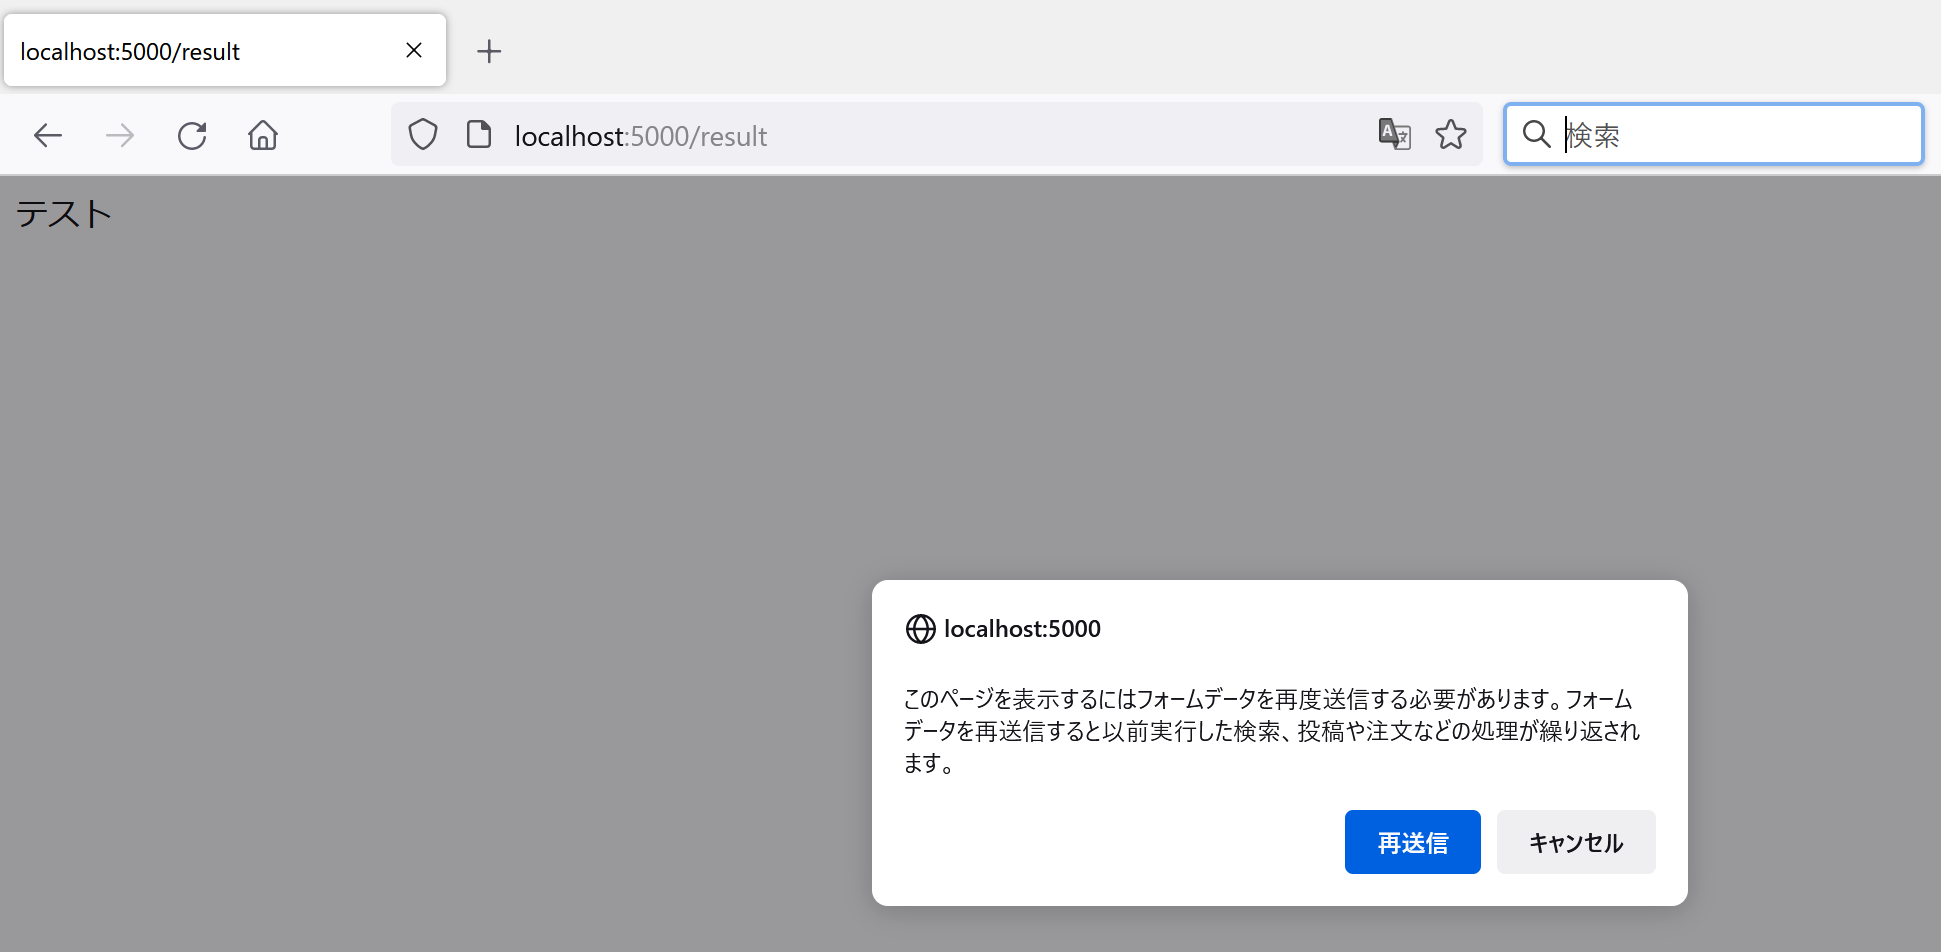 localhost:5000/result
localhost:5000/result
検索
テスト
localhost:5000
このページを表示するにはフォームデータを再度送信する必要があります。フォーム
データを再送信すると以前実行した検索、投稿や注文などの処理が繰り返され
ます。
再送信
キャンセル